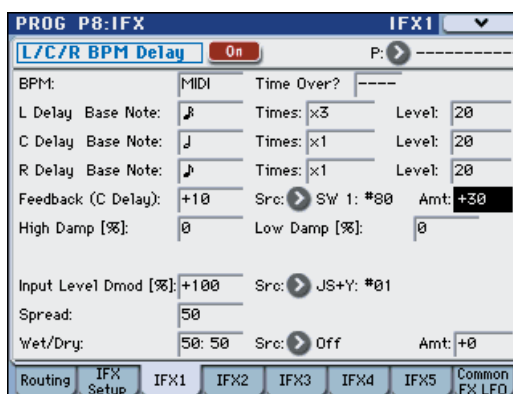 PROG P8:IFX IFX1
L/C/R BPM Delay On P: ----------
BPM: MIDI Time Over? ----
L Delay Base Note: Times: x3 Level: 20
C Delay Base Note: Times: x1 Level: 20
R Delay Base Note: Times: x1 Level: 20
Feedback (C Delay): +10 Src: SW 1: #80 Amt: +30
High Damp [%]: 0 Low Damp [%]: 0
Input Level Dmod [%]: +100 Src: JS+Y: #01
Spread: 50
Wet/Dry: 50: 50 Src: Off Amt: +0
Routing IFX Setup IFX1 IFX2 IFX3 IFX4 IFX5 Common FX LFO